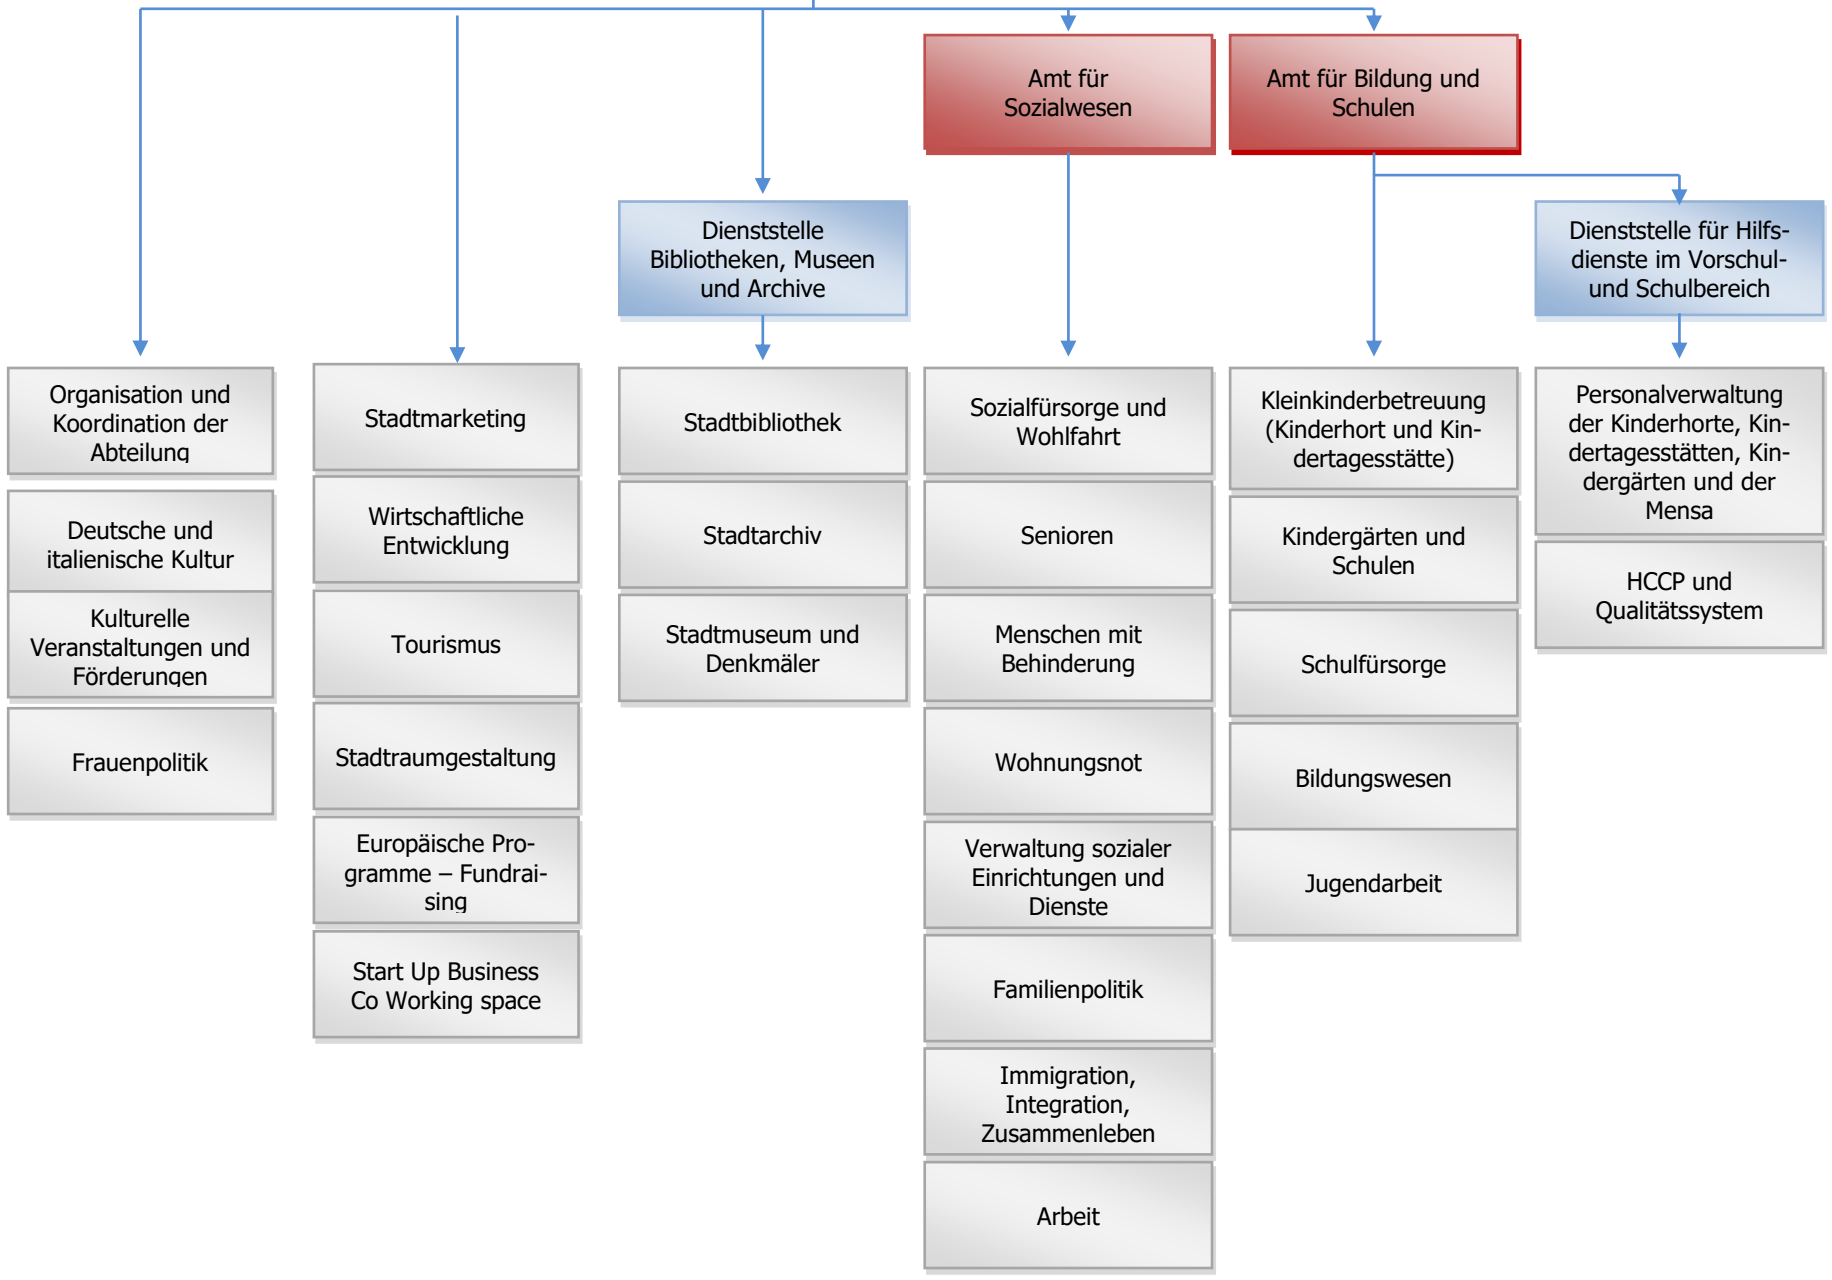 Amt für
Sozialwesen
Amt für Bildung und
Schulen
Dienststelle
Bibliotheken, Museen
und Archive
Dienststelle für Hilfs-
dienste im Vorschul-
und Schulbereich
Organisation und
Koordination der
Abteilung
Deutsche und
italienische Kultur
Kulturelle
Veranstaltungen und
Förderungen
Frauenpolitik
Stadtmarketing
Wirtschaftliche
Entwicklung
Tourismus
Stadtraumgestaltung
Europäische Pro-
gramme – Fundrai-
sing
Start Up Business
Co Working space
Stadtbibliothek
Stadtarchiv
Stadtmuseum und
Denkmäler
Sozialfürsorge und
Wohlfahrt
Senioren
Menschen mit
Behinderung
Wohnungsnot
Verwaltung sozialer
Einrichtungen und
Dienste
Familienpolitik
Immigration,
Integration,
Zusammenleben
Arbeit
Kleinkinderbetreuung
(Kinderhort und Kin-
dertagesstätte)
Kindergärten und
Schulen
Schulfürsorge
Bildungswesen
Jugendarbeit
Personalverwaltung
der Kinderhorte, Kin-
dertagesstätten, Kin-
dergärten und der
Mensa
HCCP und
Qualitätssystem